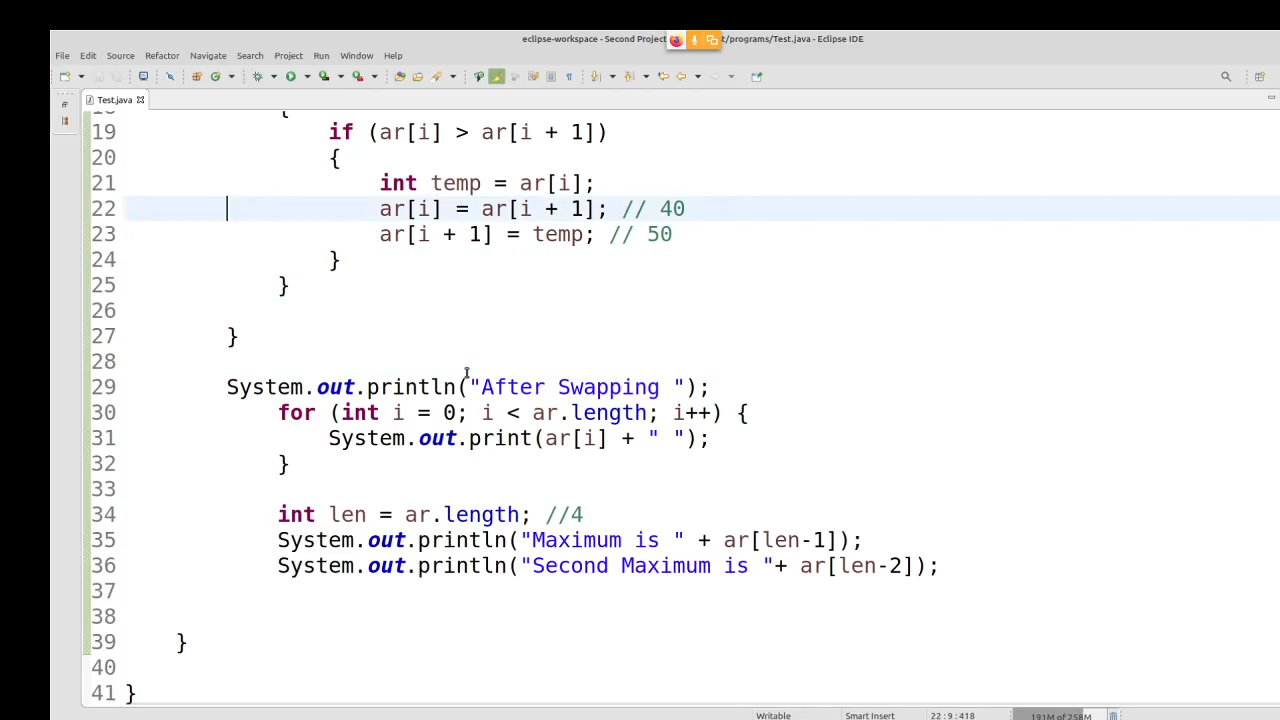 eclipse-workspace - Second Project t/programs/Test.java - Eclipse IDE
File Edit Source Refactor Navigate Search Project Run Window Help
Test.java
18 {
19 if (ar[i] > ar[i + 1])
20 {
21 int temp = ar[i];
22 ar[i] = ar[i + 1]; // 40
23 ar[i + 1] = temp; // 50
24 }
25 }
26
27 }
28
29 System.out.println("After Swapping ");
30 for (int i = 0; i < ar.length; i++) {
31 System.out.print(ar[i] + " ");
32 }
33
34 int len = ar.length; //4
35 System.out.println("Maximum is " + ar[len-1]);
36 System.out.println("Second Maximum is "+ ar[len-2]);
37
38
39 }
40
41 }
Writable Smart Insert 22 : 9 : 418 191M of 258M